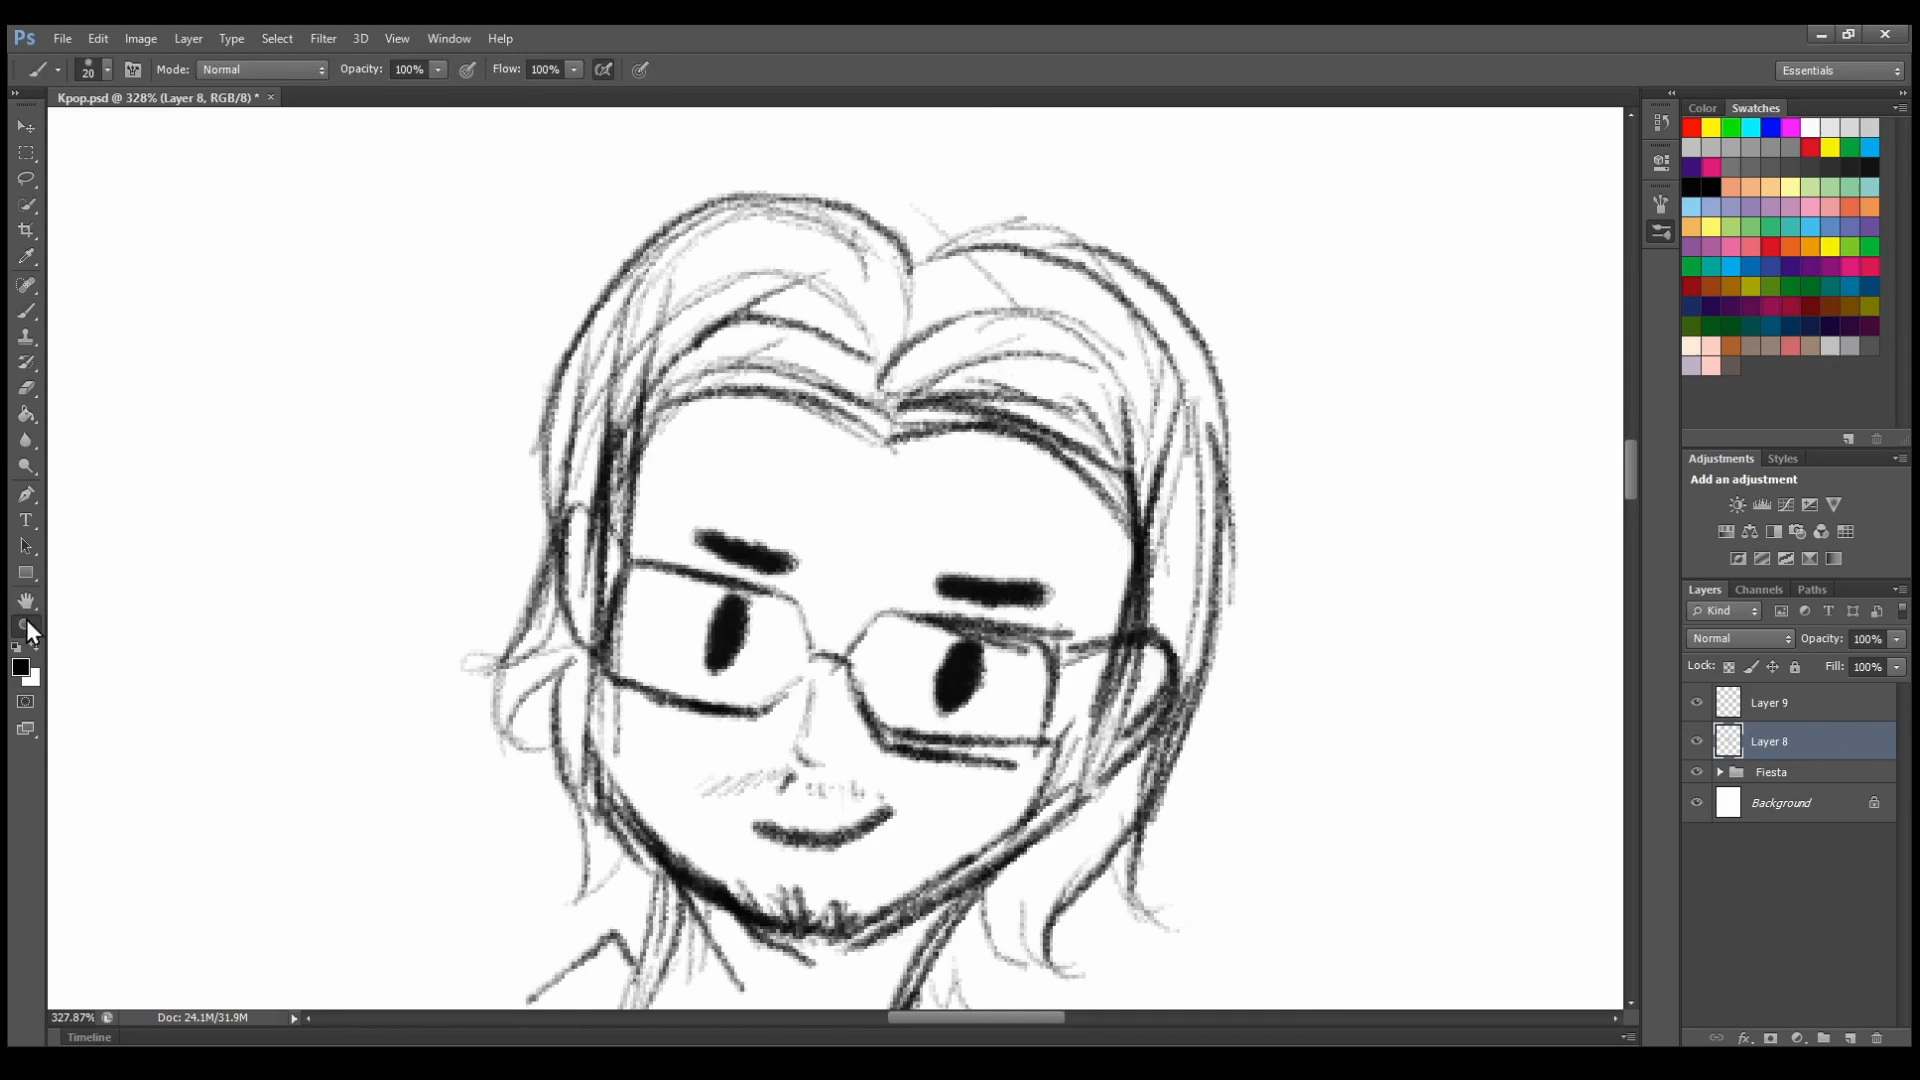 Ps File Edit Image Layer Type Select Filter 3D View Window Help
20 Mode: Normal Opacity: 100% Flow: 100% Essentials
Kpop.psd @ 328% (Layer 8, RGB/8) * ×
Color Swatches
Adjustments Styles
Add an adjustment
Layers Channels Paths
Kind
Normal Opacity: 100%
Lock: Fill: 100%
Layer 9
Layer 8
Fiesta
Background
327.87% Doc: 24.1M/31.9M
Timeline